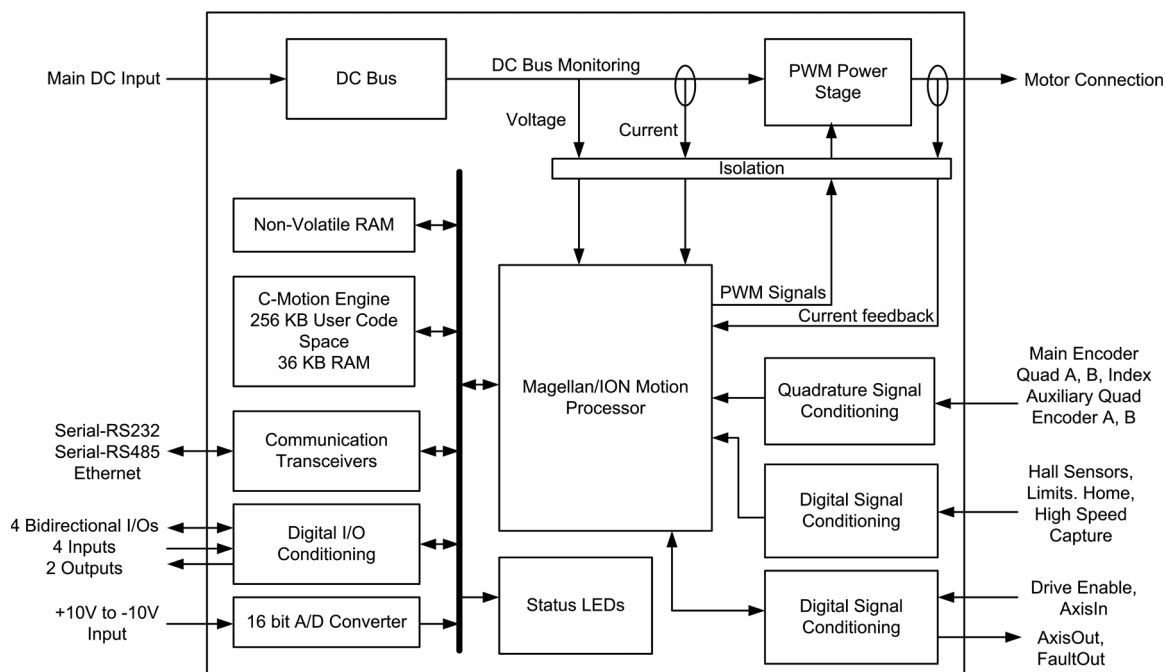 Main DC Input
DC Bus
DC Bus Monitoring
PWM Power
Stage
Motor Connection
Voltage
Current
Isolation
Non-Volatile RAM
C-Motion Engine
256 KB User Code
Space
36 KB RAM
Magellan/ION Motion
Processor
PWM Signals
Current feedback
Quadrature Signal
Conditioning
Main Encoder
Quad A, B, Index
Auxiliary Quad
Encoder A, B
Serial-RS232
Serial-RS485
Ethernet
Communication
Transceivers
Digital Signal
Conditioning
Hall Sensors,
Limits. Home,
High Speed
Capture
4 Bidirectional I/Os
4 Inputs
2 Outputs
Digital I/O
Conditioning
+10V to -10V
Input
16 bit A/D Converter
Status LEDs
Digital Signal
Conditioning
Drive Enable,
AxisIn
AxisOut,
FaultOut